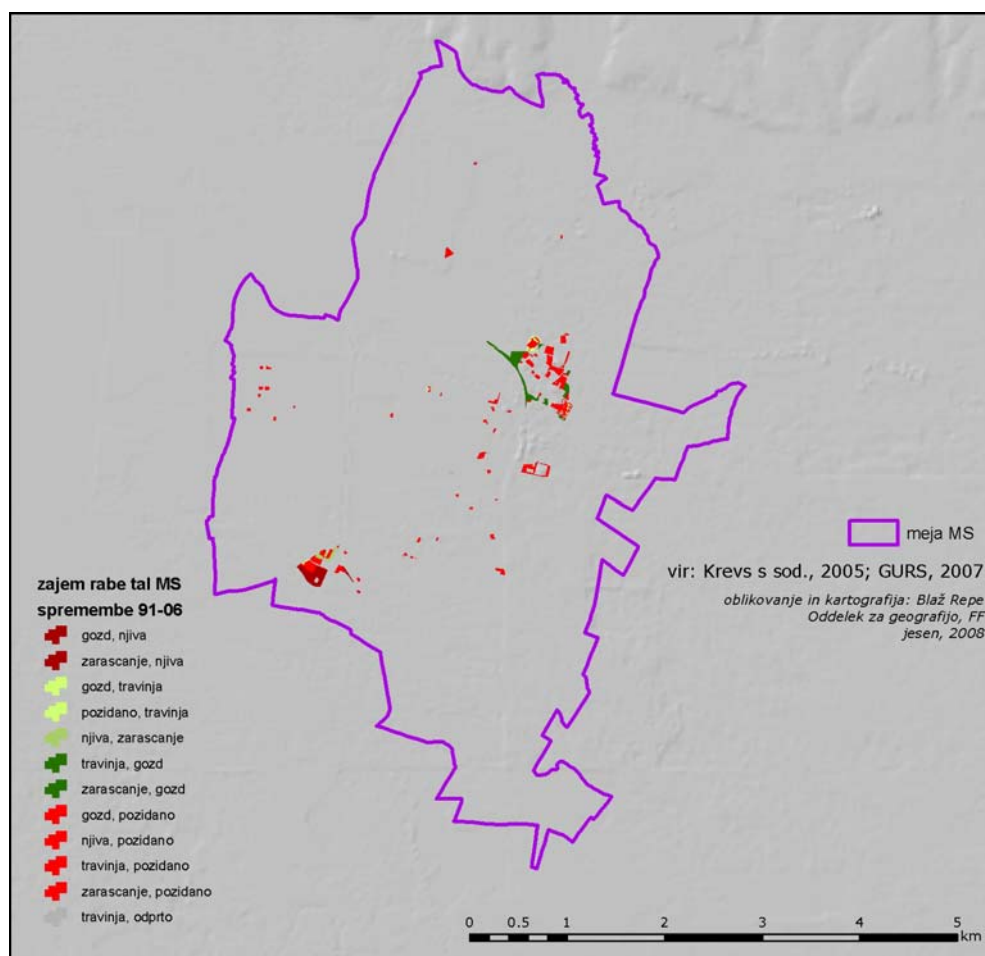 meja MS
vir: Krevs s sod., 2005; GURS, 2007
oblikovanje in kartografija: Blaž Repe
Oddelek za geografijo, FF
jesen, 2008
zajem rabe tal MS
spremembe 91-06
gozd, njiva
zarascanje, njiva
gozd, travinja
pozidano, travinja
njiva, zarascanje
travinja, gozd
zarascanje, gozd
gozd, pozidano
njiva, pozidano
travinja, pozidano
zarascanje, pozidano
travinja, odprto
0 0.5 1 2 3 4 5
km